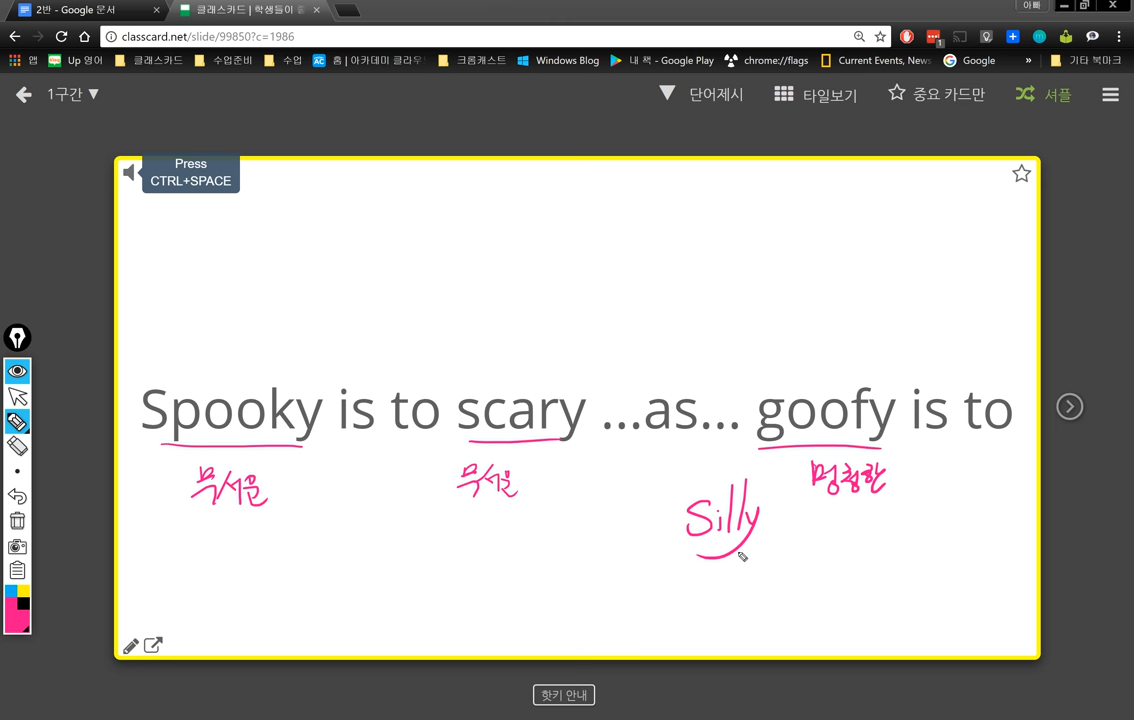 2반 - Google 문서
클래스카드 | 학생들이 좋
아빠
classcard.net/slide/99850?c=1986
앱 Up 영어 클래스카드 수업준비 수업 홈 | 아카데미 클라우 크롬캐스트 Windows Blog 내 책 - Google Play chrome://flags Current Events, News Google » 기타 북마크
1구간 ▼ ▼ 단어제시 타일보기 중요 카드만 셔플
Press
CTRL+SPACE
Spooky is to scary ...as... goofy is to
무서운 무서운 멍청한
Silly
핫키 안내